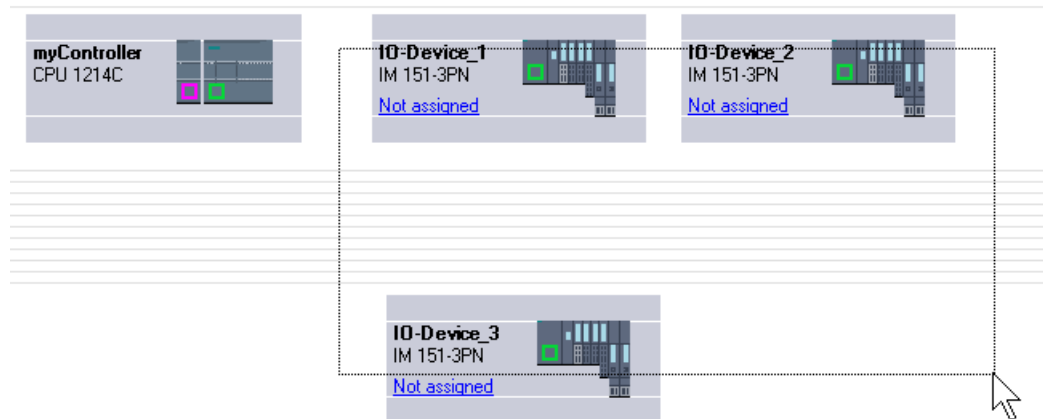 myController
CPU 1214C
IO-Device_1
IM 151-3PN
Not assigned
IO-Device_2
IM 151-3PN
Not assigned
IO-Device_3
IM 151-3PN
Not assigned